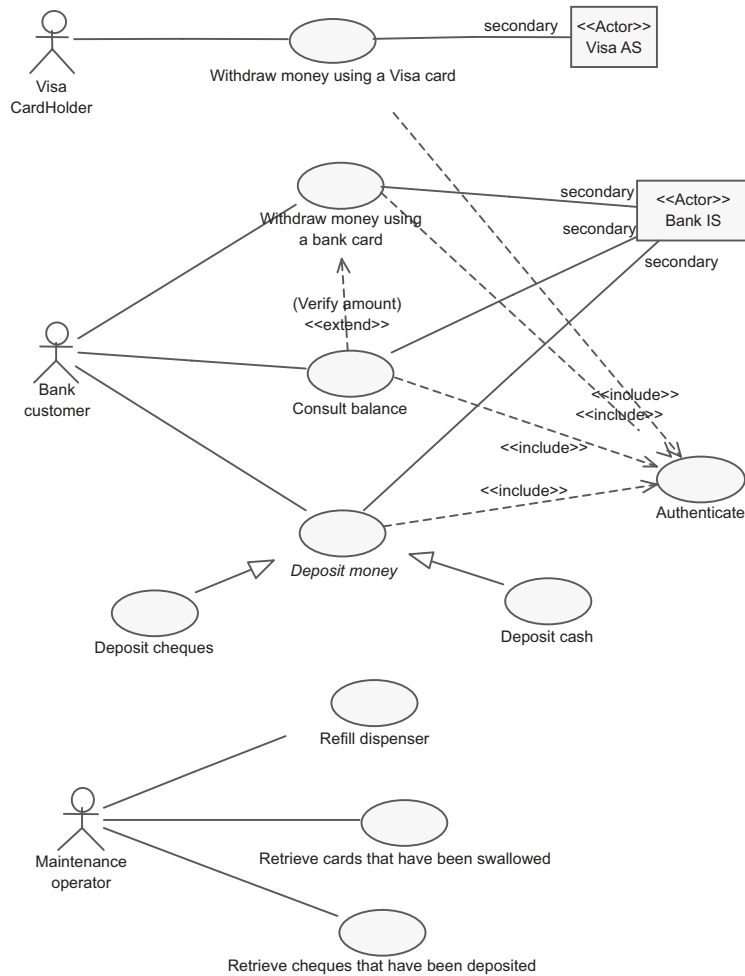 secondary
<<Actor>>
Visa AS
Visa
CardHolder
Withdraw money using a Visa card
secondary
<<Actor>>
Bank IS
Withdraw money using
a bank card
secondary
secondary
(Verify amount)
<<extend>>
Bank
customer
Consult balance
<<include>>
<<include>>
<<include>>
<<include>>
Authenticate
Deposit money
Deposit cheques
Deposit cash
Refill dispenser
Maintenance
operator
Retrieve cards that have been swallowed
Retrieve cheques that have been deposited